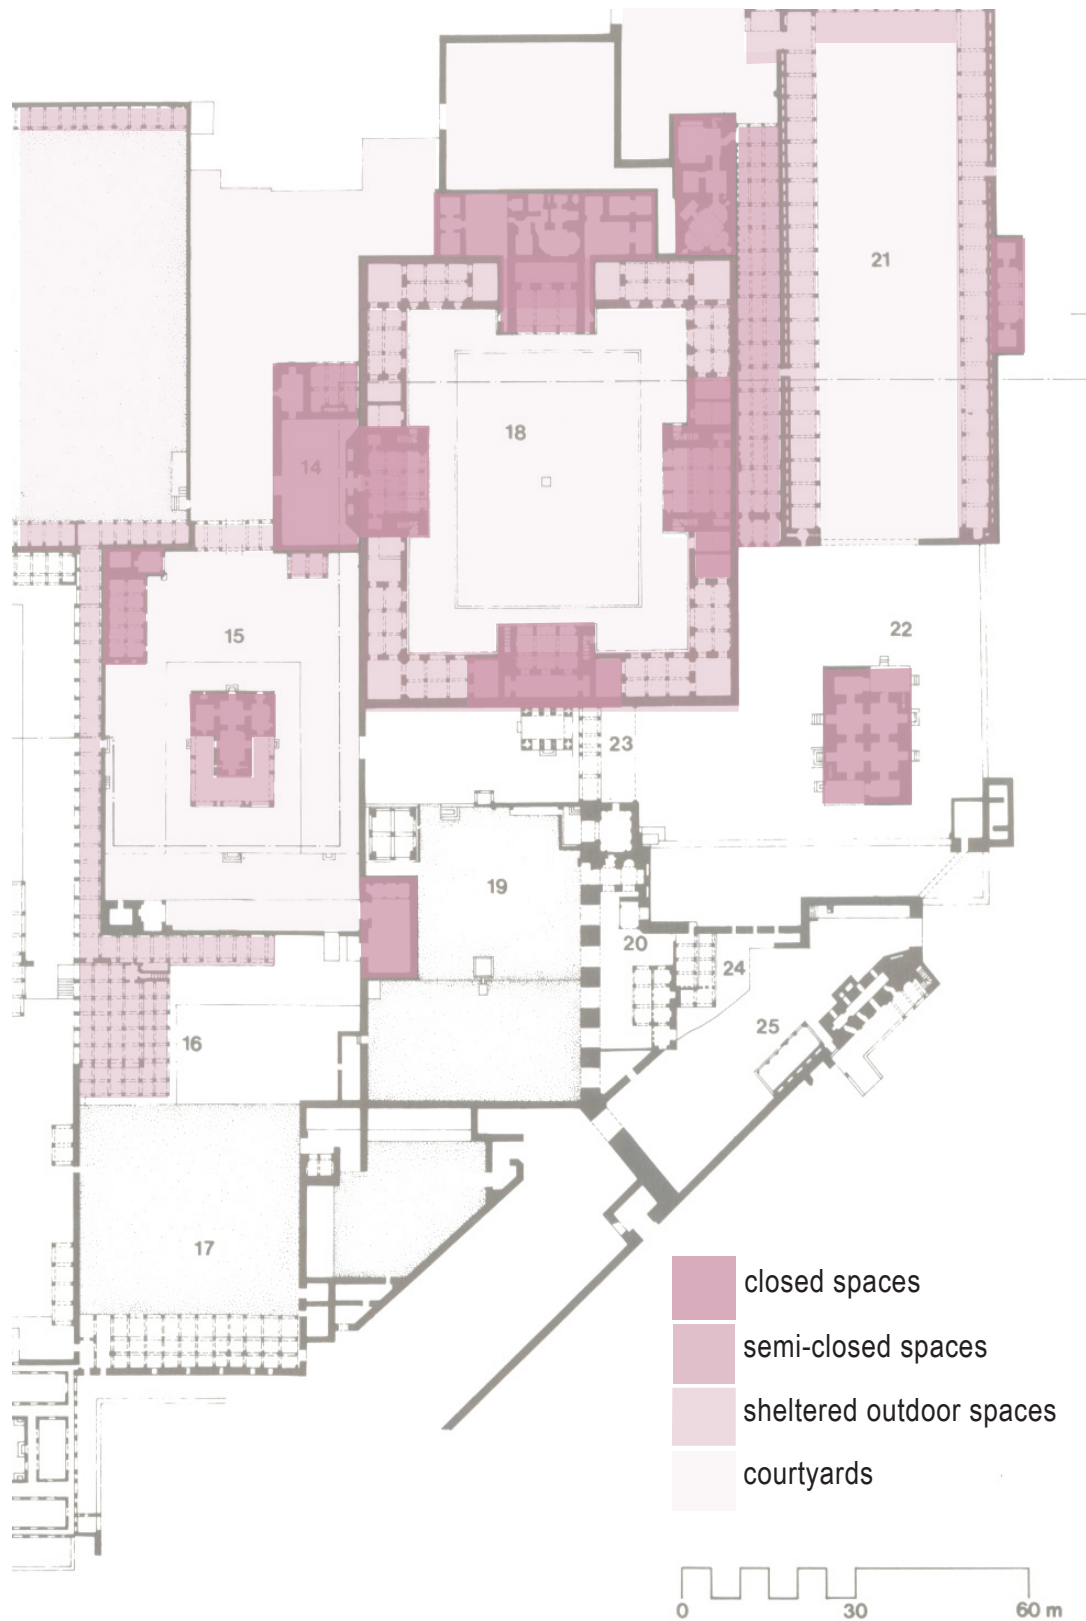 21
18
14
15
22
23
19
20
24
25
16
17
closed spaces
semi-closed spaces
sheltered outdoor spaces
courtyards
0 30 60 m